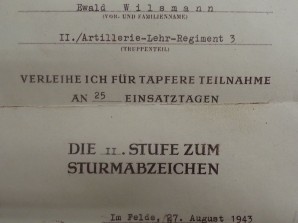 Ewald Wilsmann
(VOR- UND FAMILIENNAME)
II./Artillerie-Lehr-Regiment 3
(TRUPPENTEIL)
VERLEIHE ICH FÜR TAPFERE TEILNAHME
AN 25 EINSATZTAGEN
DIE II. STUFE ZUM
STURMABZEICHEN
Im Felde, 27. August 1943